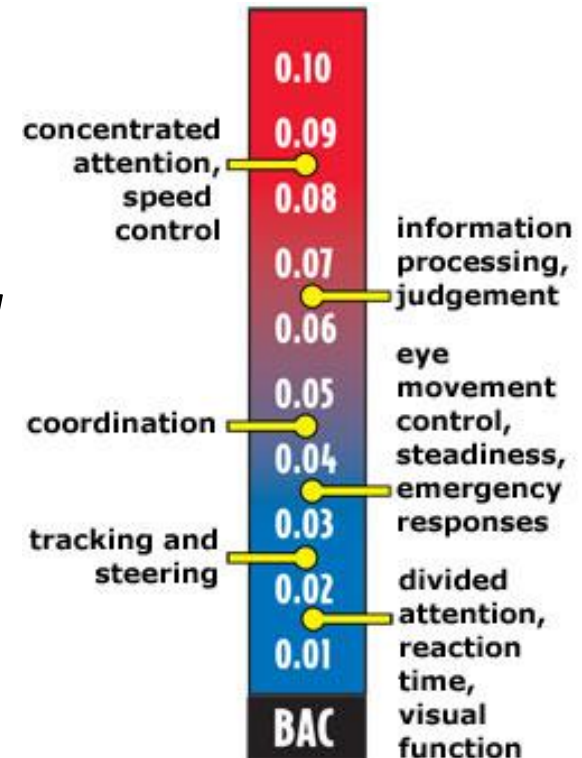 0.10
concentrated
attention,
speed
control
0.09
0.08
information
processing,
judgement
0.07
0.06
eye
movement
control,
steadiness,
emergency
responses
0.05
coordination
0.04
0.03
tracking and
steering
0.02
divided
attention,
reaction
time,
visual
function
0.01
BAC